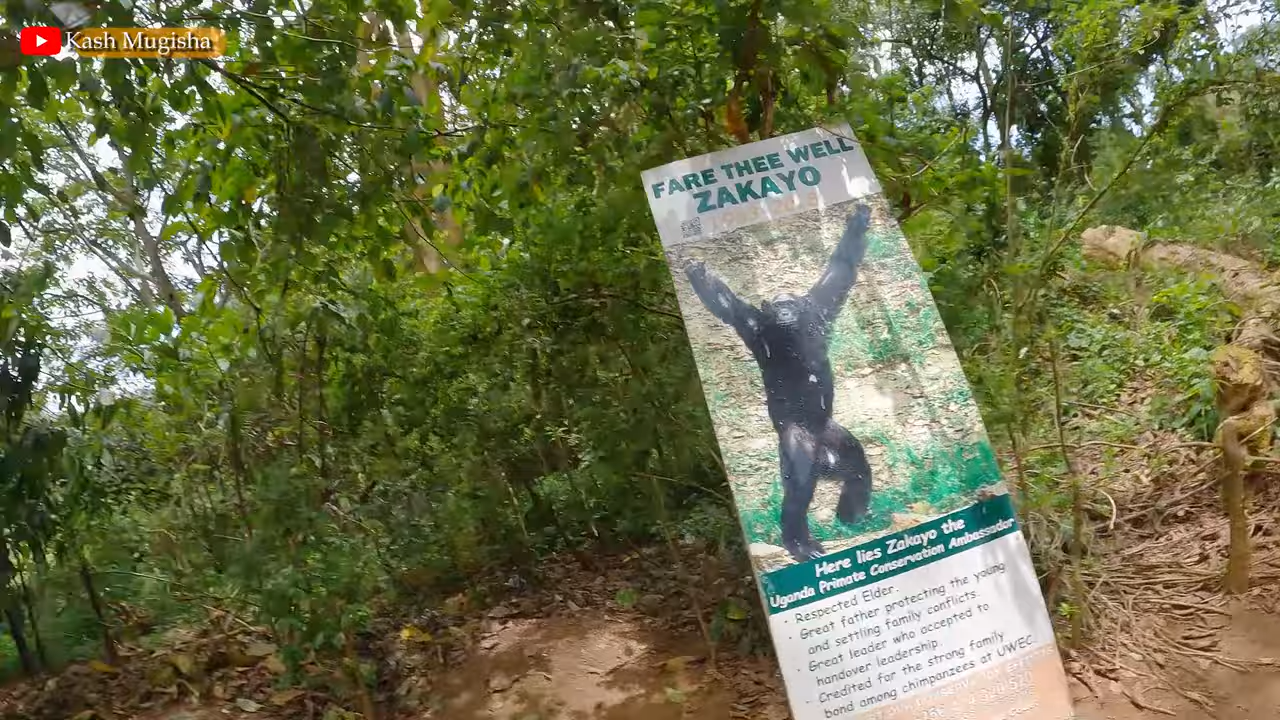 Kash Mugisha
FARE THEE WELL
ZAKAYO
Here lies Zakayo the
Uganda Primate Conservation Ambassador
· Respected Elder.
· Great father protecting the young
and settling family conflicts.
· Great leader who accepted to
handover leadership.
· Credited for the strong family
bond among chimpanzees at UWEC